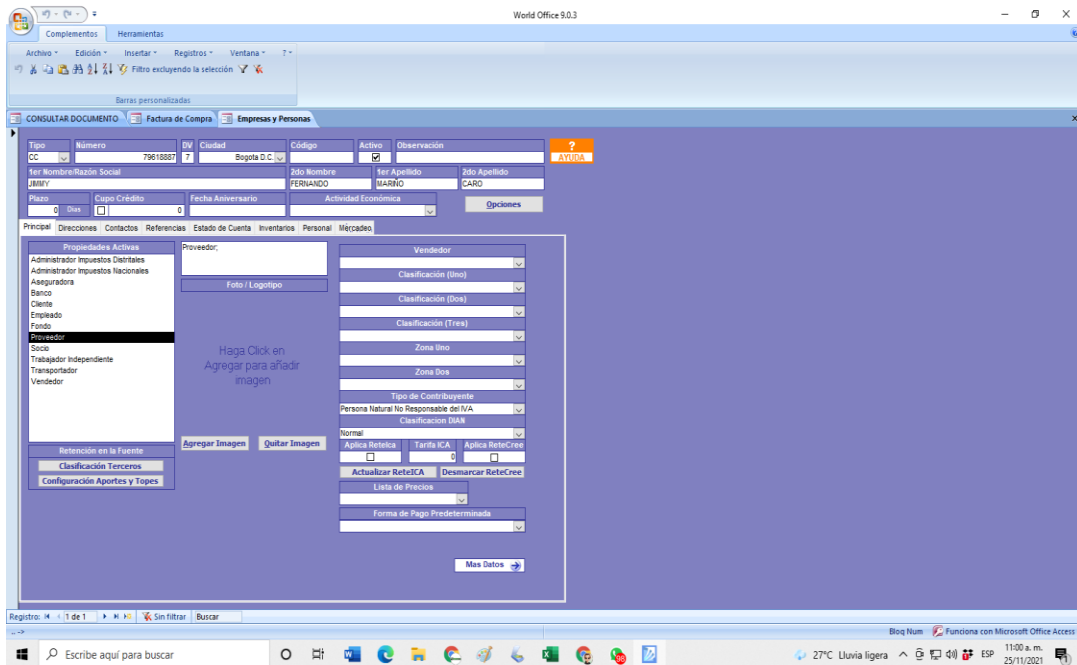 World Office 9.0.3
Complementos Herramientas
Archivo Edición Insertar Registros Ventana ?
Filtro excluyendo la selección
Barras personalizadas
CONSULTAR DOCUMENTO Factura de Compra Empresas y Personas
Tipo Número DV Ciudad Código Activo Observación ?
CC 79618887 7 Bogota D.C. AYUDA
1er Nombre/Razón Social 2do Nombre 1er Apellido 2do Apellido
JIMMY FERNANDO MARIÑO CARO
Plazo Cupo Crédito Fecha Aniversario Actividad Económica Opciones
0 Dias 0
Principal Direcciones Contactos Referencias Estado de Cuenta Inventarios Personal Mercadeo
Propiedades Activas Proveedor; Vendedor
Administrador Impuestos Distritales
Administrador Impuestos Nacionales
Aseguradora
Banco
Cliente
Empleado
Fondo
Proveedor
Socio
Trabajador Independiente
Transportador
Vendedor
Retención en la Fuente
Clasificación Terceros
Configuración Aportes y Topes
Foto / Logotipo
Haga Click en
Agregar para añadir
imagen
Agregar Imagen Quitar Imagen
Clasificación (Uno)
Clasificación (Dos)
Clasificación (Tres)
Zona Uno
Zona Dos
Tipo de Contribuyente
Persona Natural No Responsable del IVA
Clasificacion DIAN
Normal
Aplica ReteIca Tarifa ICA Aplica ReteCree
0
Actualizar ReteICA Desmarcar ReteCree
Lista de Precios
Forma de Pago Predeterminada
Mas Datos
Registro: 1 de 1 Sin filtrar Buscar
..->
Bloq Num Funciona con Microsoft Office Access
Escribe aquí para buscar 98 27°C Lluvia ligera ESP 11:00 a. m.
25/11/2021